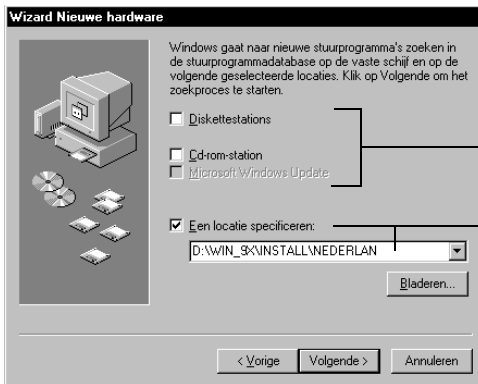 Wizard Nieuwe hardware
Windows gaat naar nieuwe stuurprogramma's zoeken in
de stuurprogrammadatabase op de vaste schijf en op de
volgende geselecteerde locaties. Klik op Volgende om het
zoekproces te starten.
Diskettestations
Cd-rom-station
Microsoft Windows Update
Een locatie specificeren:
D:\WIN_9X\INSTALL\NEDERLAN
Bladeren...
< Vorige
Volgende >
Annuleren